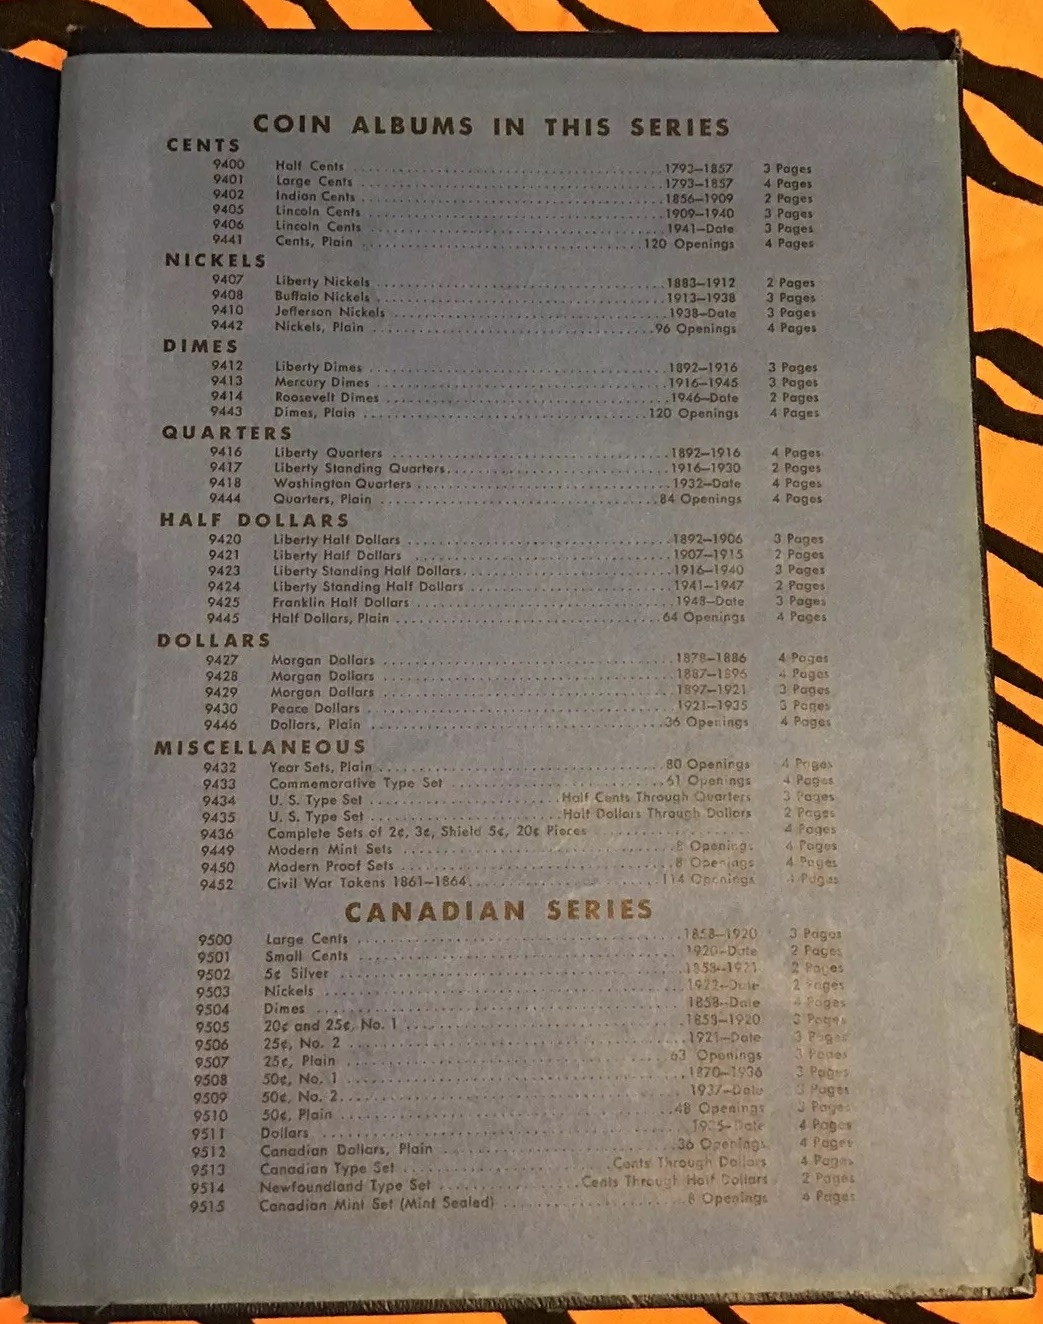 COIN ALBUMS IN THIS SERIES
CENTS
9400 Half Cents 1793–1857 3 Pages
9401 Large Cents 1793–1857 4 Pages
9402 Indian Cents 1856–1909 2 Pages
9405 Lincoln Cents 1909–1940 3 Pages
9406 Lincoln Cents 1941–Date 3 Pages
9441 Cents, Plain 120 Openings 4 Pages
NICKELS
9407 Liberty Nickels 1883–1912 2 Pages
9408 Buffalo Nickels 1913–1938 3 Pages
9410 Jefferson Nickels 1938–Date 3 Pages
9442 Nickels, Plain 96 Openings 4 Pages
DIMES
9412 Liberty Dimes 1892–1916 3 Pages
9413 Mercury Dimes 1916–1945 3 Pages
9414 Roosevelt Dimes 1946–Date 2 Pages
9443 Dimes, Plain 120 Openings 4 Pages
QUARTERS
9416 Liberty Quarters 1892–1916 4 Pages
9417 Liberty Standing Quarters 1916–1930 2 Pages
9418 Washington Quarters 1932–Date 4 Pages
9444 Quarters, Plain 84 Openings 4 Pages
HALF DOLLARS
9420 Liberty Half Dollars 1892–1906 3 Pages
9421 Liberty Half Dollars 1907–1915 2 Pages
9423 Liberty Standing Half Dollars 1916–1940 3 Pages
9424 Liberty Standing Half Dollars 1941–1947 2 Pages
9425 Franklin Half Dollars 1948–Date 3 Pages
9445 Half Dollars, Plain 64 Openings 4 Pages
DOLLARS
9427 Morgan Dollars 1878–1886 4 Pages
9428 Morgan Dollars 1887–1896 4 Pages
9429 Morgan Dollars 1897–1921 3 Pages
9430 Peace Dollars 1921–1935 3 Pages
9446 Dollars, Plain 36 Openings 4 Pages
MISCELLANEOUS
9432 Year Sets, Plain 80 Openings 4 Pages
9433 Commemorative Type Set 61 Openings 4 Pages
9434 U. S. Type Set Half Cents Through Quarters 3 Pages
9435 U. S. Type Set Half Dollars Through Dollars 2 Pages
9436 Complete Sets of 2¢, 3¢, Shield 5¢, 20¢ Pieces 4 Pages
9449 Modern Mint Sets 8 Openings 4 Pages
9450 Modern Proof Sets 8 Openings 4 Pages
9452 Civil War Tokens 1861–1864 114 Openings 4 Pages
CANADIAN SERIES
9500 Large Cents 1858–1920 3 Pages
9501 Small Cents 1920–Date 2 Pages
9502 5¢ Silver 1858–1921 2 Pages
9503 Nickels 1922–Date 2 Pages
9504 Dimes 1858–Date 4 Pages
9505 20¢ and 25¢, No. 1 1858–1920 3 Pages
9506 25¢, No. 2 1921–Date 3 Pages
9507 25¢, Plain 63 Openings 3 Pages
9508 50¢, No. 1 1870–1936 3 Pages
9509 50¢, No. 2 1937–Date 3 Pages
9510 50¢, Plain 48 Openings 3 Pages
9511 Dollars 4 Pages
9512 Canadian Dollars, Plain 36 Openings 4 Pages
9513 Canadian Type Set Cents Through Dollars 4 Pages
9514 Newfoundland Type Set Cents Through Half Dollars 2 Pages
9515 Canadian Mint Set (Mint Sealed) 8 Openings 4 Pages